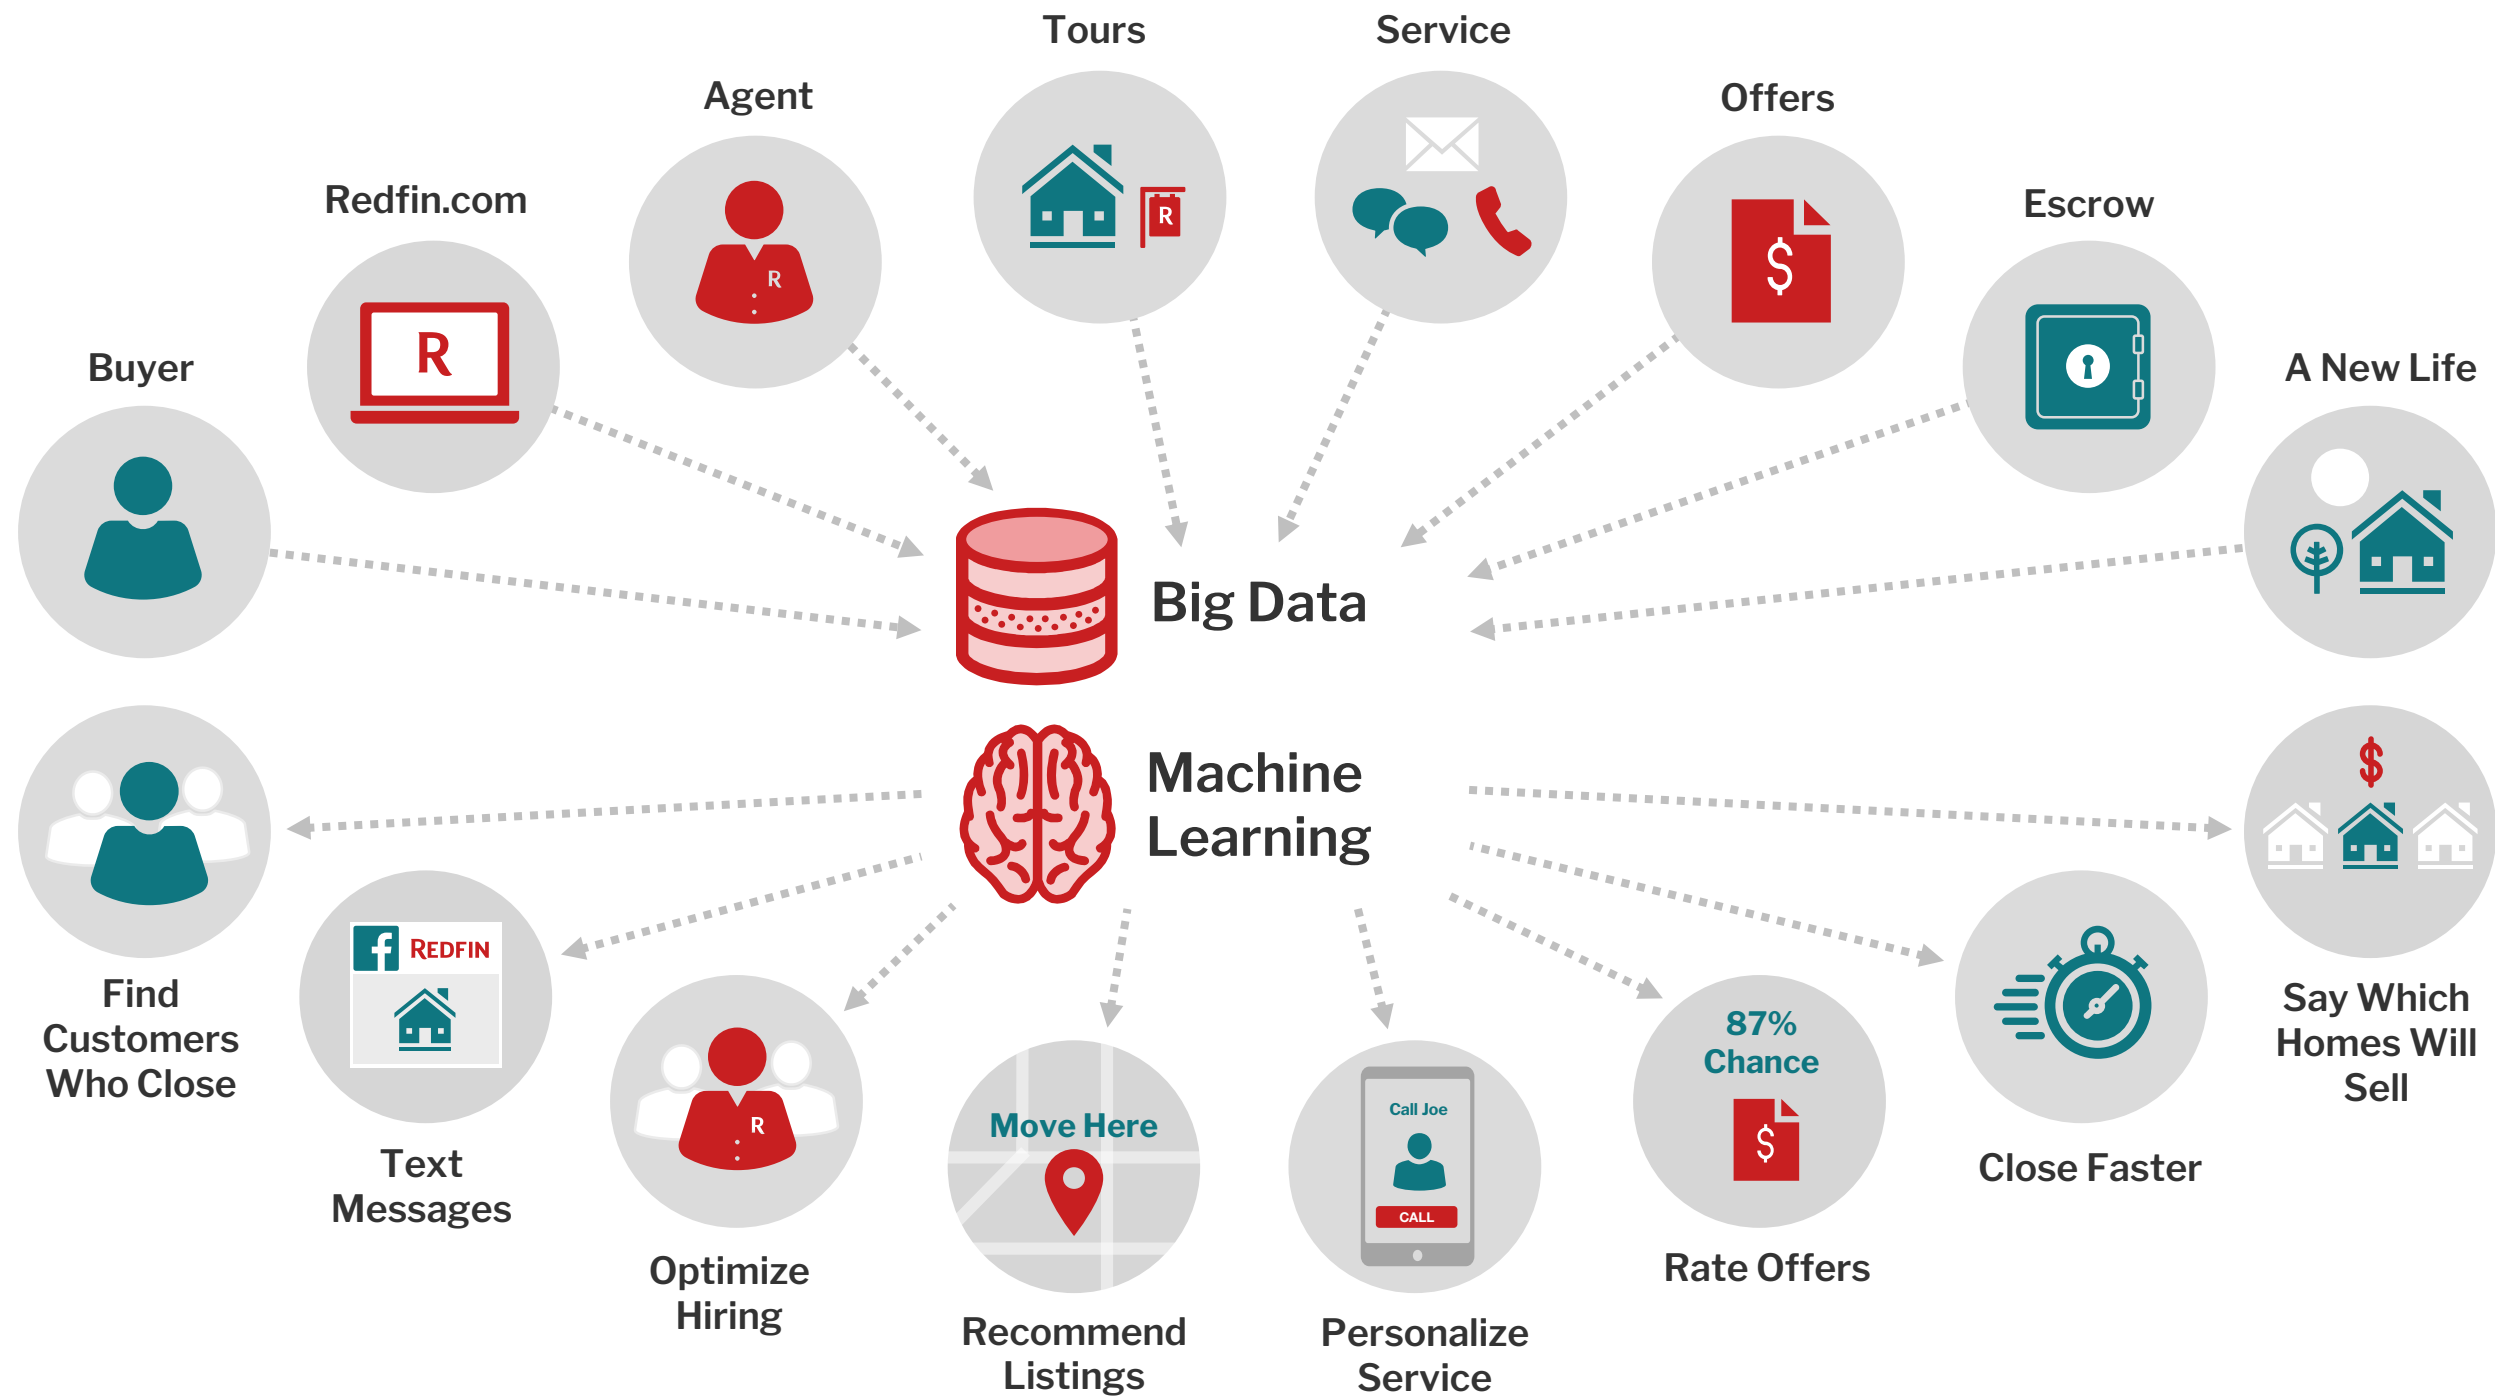 Tours
Service
Agent
Offers
Redfin.com
Escrow
Buyer
A New Life
R
R
R
$
Big Data
Machine
Learning
$
REDFIN
Find
Customers
Who Close
Text
Messages
R
Optimize
Hiring
Move Here
Recommend
Listings
Call Joe
CALL
Personalize
Service
87%
Chance
$
Rate Offers
Close Faster
Say Which
Homes Will
Sell